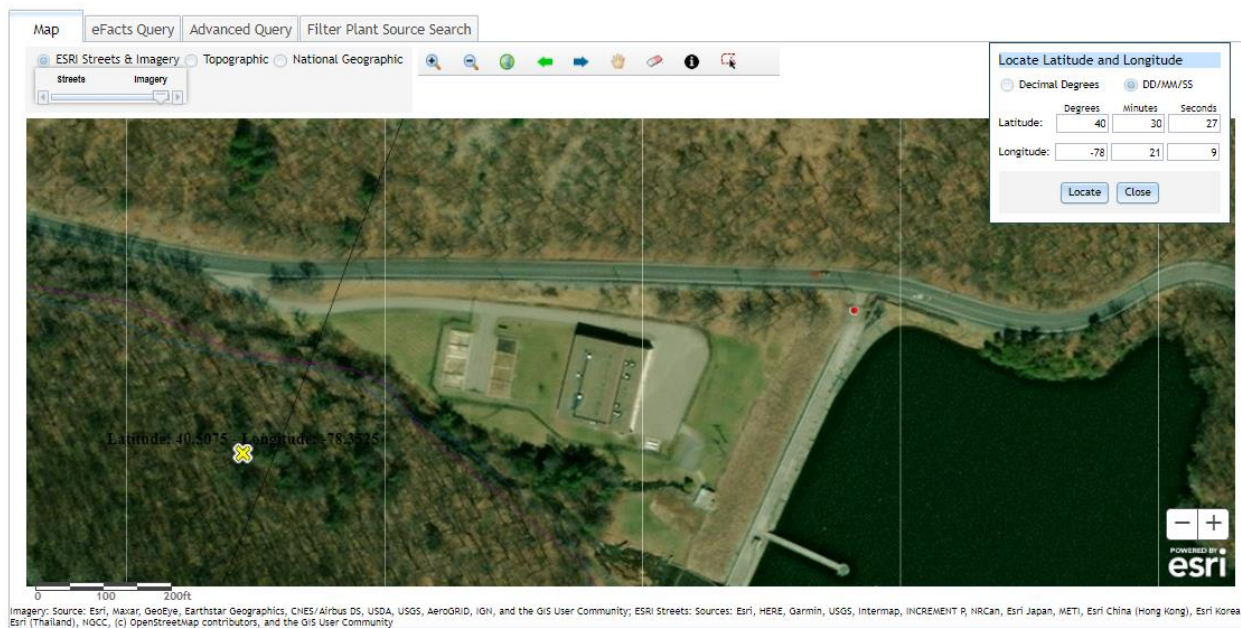 Map eFacts Query Advanced Query Filter Plant Source Search
ESRI Streets & Imagery Topographic National Geographic
Streets Imagery
Locate Latitude and Longitude
Decimal Degrees DD/MM/SS
Degrees Minutes Seconds
Latitude: 40 30 27
Longitude: -78 21 9
Locate Close
Latitude: 40.5075 - Longitude: -78.3525
POWERED BY
esri
0 100 200ft
Imagery: Source: Esri, Maxar, GeoEye, Earthstar Geographics, CNES/Airbus DS, USDA, USGS, AeroGRID, IGN, and the GIS User Community; ESRI Streets: Sources: Esri, HERE, Garmin, USGS, Intermap, INCREMENT P, NRCan, Esri Japan, METI, Esri China (Hong Kong), Esri Korea
Esri (Thailand), NGCC, (c) OpenStreetMap contributors, and the GIS User Community